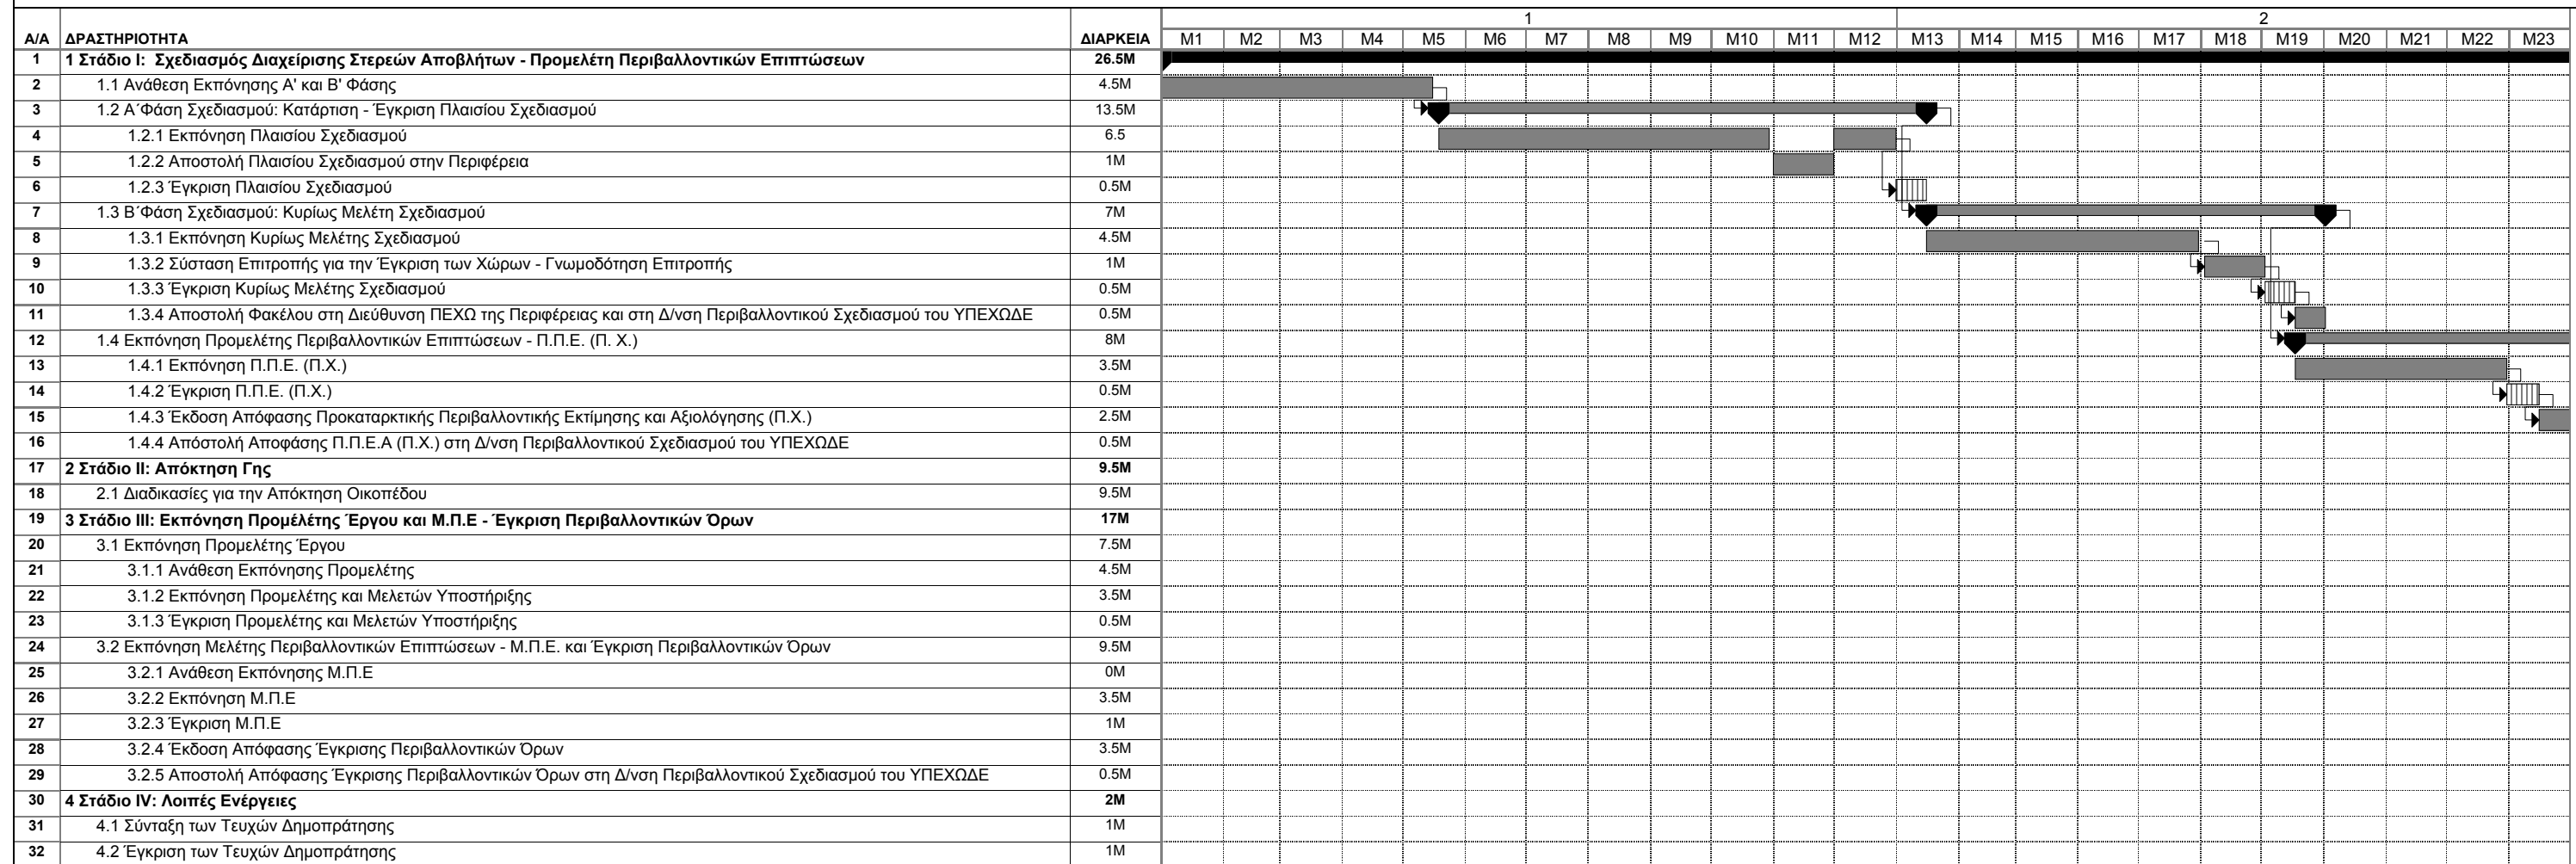 1 2
Α/Α ΔΡΑΣΤΗΡΙΟΤΗΤΑ ΔΙΑΡΚΕΙΑ M1 M2 M3 M4 M5 M6 M7 M8 M9 M10 M11 M12 M13 M14 M15 M16 M17 M18 M19 M20 M21 M22 M23
1 1 Στάδιο Ι: Σχεδιασμός Διαχείρισης Στερεών Αποβλήτων - Προμελέτη Περιβαλλοντικών Επιπτώσεων 26.5M
2 1.1 Ανάθεση Εκπόνησης Α' και Β' Φάσης 4.5M
3 1.2 Α΄Φάση Σχεδιασμού: Κατάρτιση - Έγκριση Πλαισίου Σχεδιασμού 13.5M
4 1.2.1 Εκπόνηση Πλαισίου Σχεδιασμού 6.5
5 1.2.2 Αποστολή Πλαισίου Σχεδιασμού στην Περιφέρεια 1M
6 1.2.3 Έγκριση Πλαισίου Σχεδιασμού 0.5M
7 1.3 Β΄Φάση Σχεδιασμού: Κυρίως Μελέτη Σχεδιασμού 7M
8 1.3.1 Εκπόνηση Κυρίως Μελέτης Σχεδιασμού 4.5M
9 1.3.2 Σύσταση Επιτροπής για την Έγκριση των Χώρων - Γνωμοδότηση Επιτροπής 1M
10 1.3.3 Έγκριση Κυρίως Μελέτης Σχεδιασμού 0.5M
11 1.3.4 Αποστολή Φακέλου στη Διεύθυνση ΠΕΧΩ της Περιφέρειας και στη Δ/νση Περιβαλλοντικού Σχεδιασμού του ΥΠΕΧΩΔΕ 0.5M
12 1.4 Εκπόνηση Προμελέτης Περιβαλλοντικών Επιπτώσεων - Π.Π.Ε. (Π. Χ.) 8M
13 1.4.1 Εκπόνηση Π.Π.Ε. (Π.Χ.) 3.5M
14 1.4.2 Έγκριση Π.Π.Ε. (Π.Χ.) 0.5M
15 1.4.3 Έκδοση Απόφασης Προκαταρκτικής Περιβαλλοντικής Εκτίμησης και Αξιολόγησης (Π.Χ.) 2.5M
16 1.4.4 Απόστολή Αποφάσης Π.Π.Ε.Α (Π.Χ.) στη Δ/νση Περιβαλλοντικού Σχεδιασμού του ΥΠΕΧΩΔΕ 0.5M
17 2 Στάδιο ΙΙ: Απόκτηση Γης 9.5M
18 2.1 Διαδικασίες για την Απόκτηση Οικοπέδου 9.5M
19 3 Στάδιο ΙΙΙ: Εκπόνηση Προμέλέτης Έργου και Μ.Π.Ε - Έγκριση Περιβαλλοντικών Όρων 17M
20 3.1 Εκπόνηση Προμελέτης Έργου 7.5M
21 3.1.1 Ανάθεση Εκπόνησης Προμελέτης 4.5M
22 3.1.2 Εκπόνηση Προμελέτης και Μελετών Υποστήριξης 3.5M
23 3.1.3 Έγκριση Προμελέτης και Μελετών Υποστήριξης 0.5M
24 3.2 Εκπόνηση Μελέτης Περιβαλλοντικών Επιπτώσεων - Μ.Π.Ε. και Έγκριση Περιβαλλοντικών Όρων 9.5M
25 3.2.1 Ανάθεση Εκπόνησης Μ.Π.Ε 0M
26 3.2.2 Εκπόνηση Μ.Π.Ε 3.5M
27 3.2.3 Έγκριση Μ.Π.Ε 1M
28 3.2.4 Έκδοση Απόφασης Έγκρισης Περιβαλλοντικών Όρων 3.5M
29 3.2.5 Αποστολή Απόφασης Έγκρισης Περιβαλλοντικών Όρων στη Δ/νση Περιβαλλοντικού Σχεδιασμού του ΥΠΕΧΩΔΕ 0.5M
30 4 Στάδιο IV: Λοιπές Ενέργειες 2M
31 4.1 Σύνταξη των Τευχών Δημοπράτησης 1M
32 4.2 Έγκριση των Τευχών Δημοπράτησης 1M